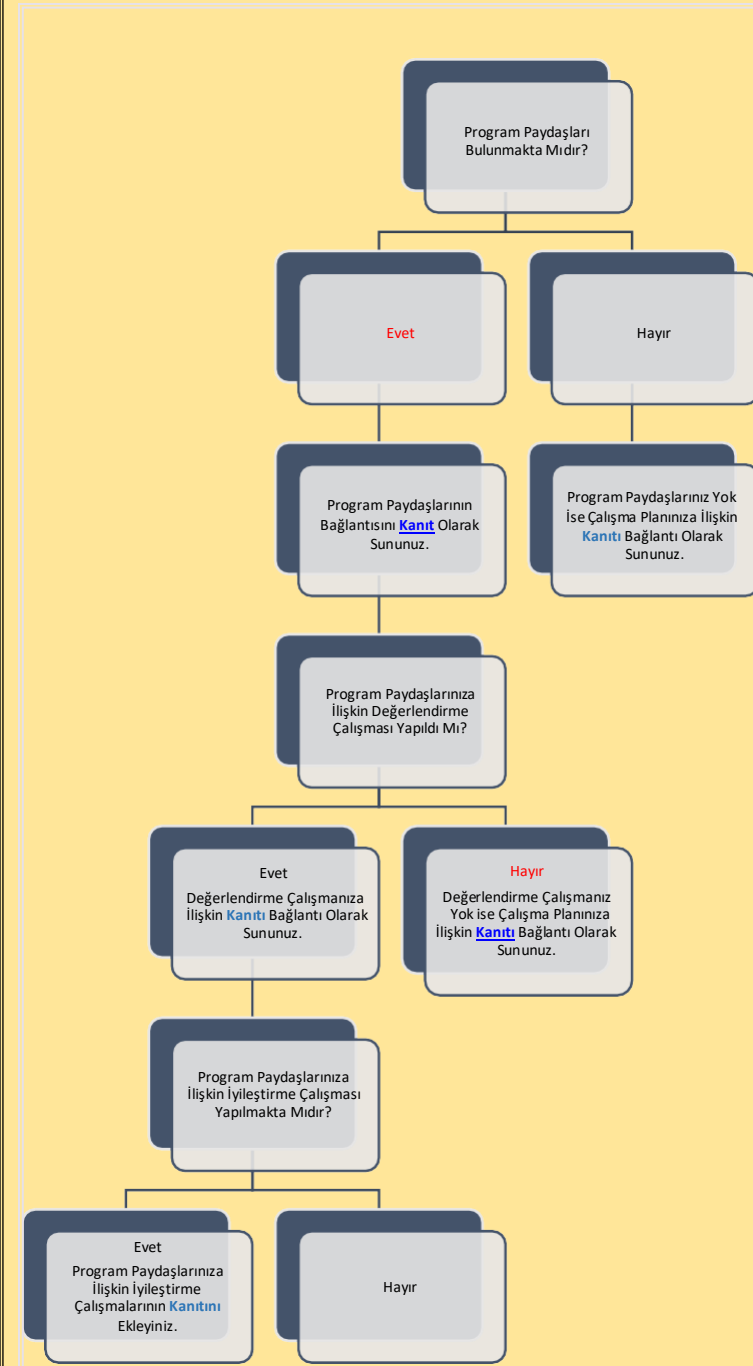 Program Paydaşları
Bulunmakta Mıdır?
Evet
Hayır
Program Paydaşlarının
Bağlantısını Kanıt Olarak
Sununuz.
Program Paydaşlarınız Yok
İse Çalışma Planınıza İlişkin
Kanıtı Bağlantı Olarak
Sununuz.
Program Paydaşlarınıza
İlişkin Değerlendirme
Çalışması Yapıldı Mı?
Evet
Değerlendirme Çalışmanıza
İlişkin Kanıtı Bağlantı Olarak
Sununuz.
Hayır
Değerlendirme Çalışmanız
Yok ise Çalışma Planınıza
İlişkin Kanıtı Bağlantı Olarak
Sununuz.
Program Paydaşlarınıza
İlişkin İyileştirme Çalışması
Yapılmakta Mıdır?
Evet
Program Paydaşlarınıza
İlişkin İyileştirme
Çalışmalarının Kanıtını
Ekleyiniz.
Hayır